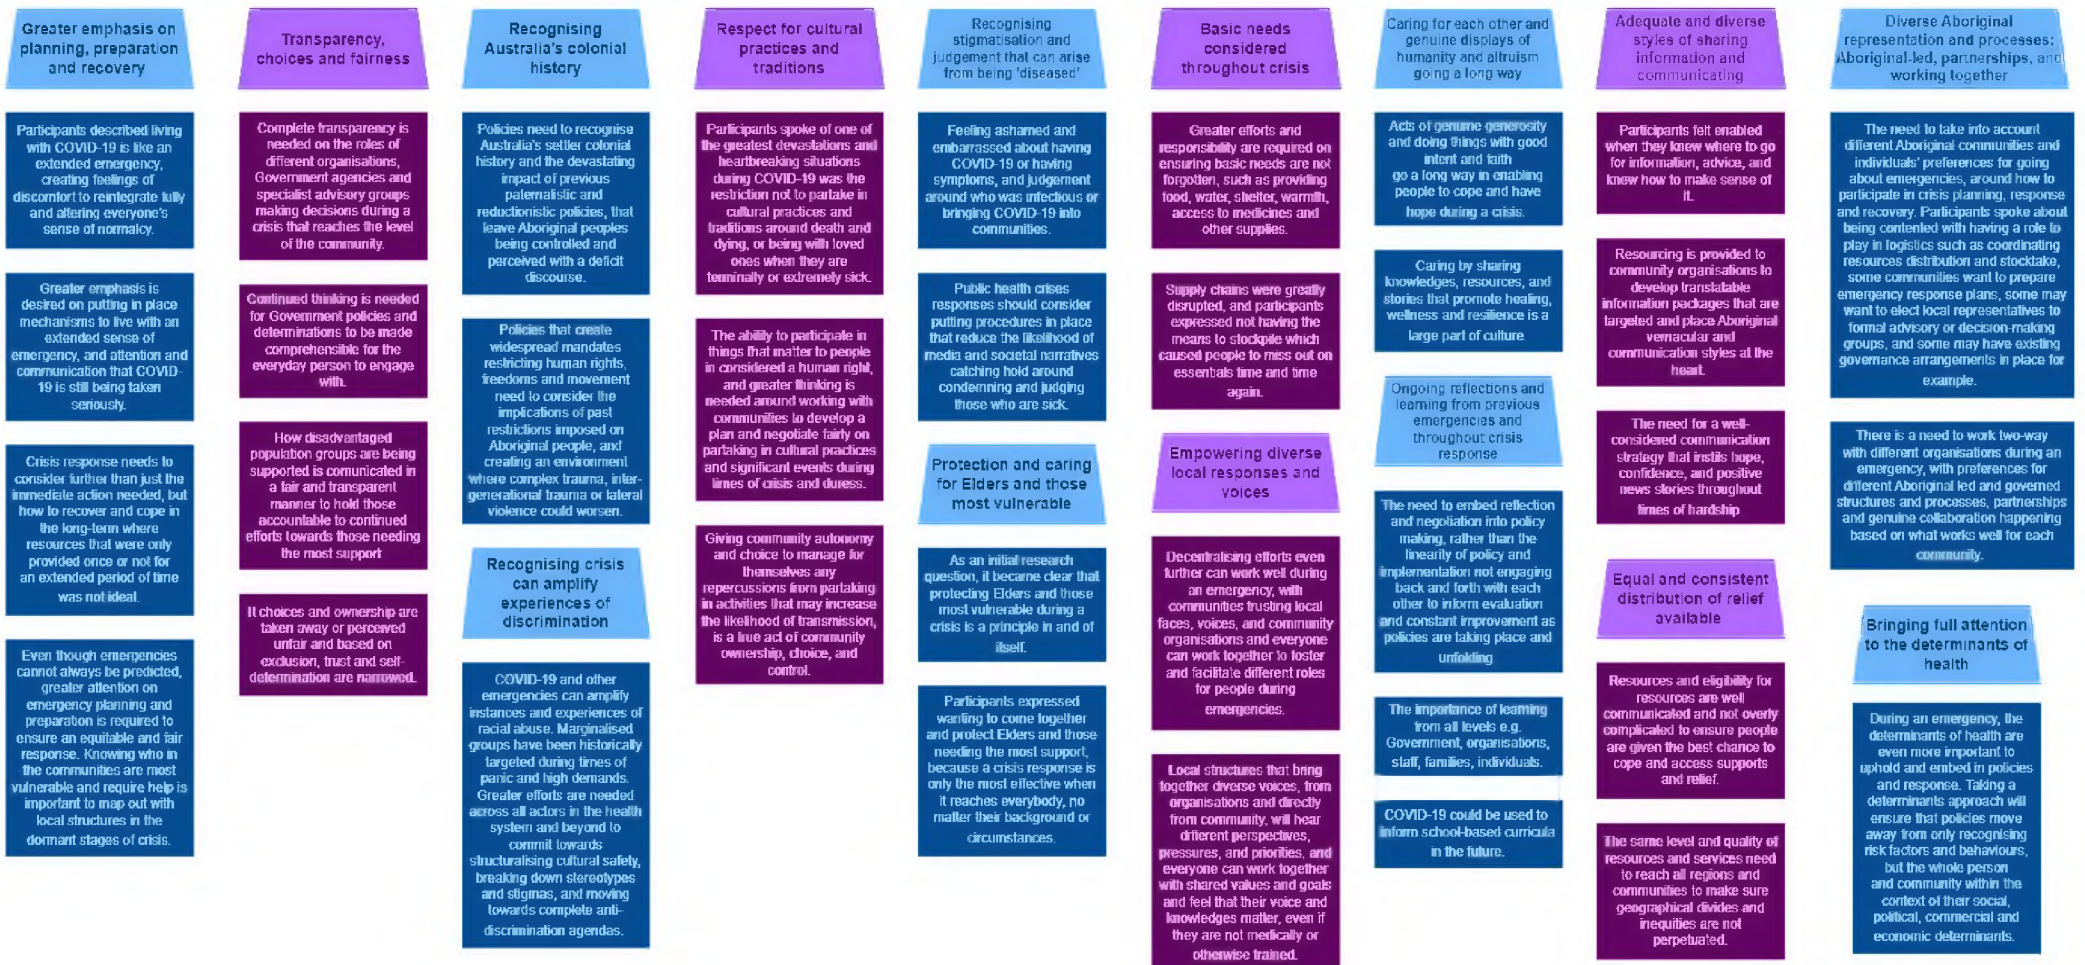 Greater emphasis on
planning, preparation
and recovery
Participants described living
with COVID-19 is like an
extended emergency,
creating feelings of
discomfort to reintegrate fully
and altering everyone's
sense of normalcy.
Greater emphasis is
desired on putting in place
mechanisms to live with an
extended sense of
emergency, and attention and
communication that COVID-
19 is still being taken
seriously.
Crisis response needs to
consider further than just the
immediate action needed, but
how to recover and cope in
the long-term where
resources that were only
provided once or not for
an extended period of time
was not ideal.
Even though emergencies
cannot always be predicted,
greater attention on
emergency planning and
preparation is required to
ensure an equitable and fair
response. Knowing who in
the communities are most
vulnerable and require help is
important to map out with
local structures in the
dormant stages of crisis.
Transparency,
choices and fairness
Complete transparency is
needed on the roles of
different organisations,
Government agencies and
specialist advisory groups
making decisions during a
crisis that reaches the level
of the community.
Continued thinking is needed
for Government policies and
determinations to be made
comprehensible for the
everyday person to engage
with.
How disadvantaged
population groups are being
supported is comunicated in
a fair and transparent
manner to hold those
accountable to continued
efforts towards those needing
the most support
If choices and ownership are
taken away or perceived
unfair and based on
exclusion, trust and self-
determination are narrowed.
Recognising
Australia's colonial
history
Policies need to recognise
Australia's settler colonial
history and the devastating
impact of previous
paternalistic and
reductionistic policies, that
leave Aboriginal peoples
being controlled and
perceived with a deficit
discourse.
Policies that create
widespread mandates
restricting human rights,
freedoms and movement
need to consider the
implications of past
restrictions imposed on
Aboriginal people, and
creating an environment
where complex trauma, inter-
generational trauma or lateral
violence could worsen.
Recognising crisis
can amplify
experiences of
discrimination
COVID-19 and other
emergencies can amplify
instances and experiences of
racial abuse. Marginalised
groups have been historically
targeted during times of
panic and high demands.
Greater efforts are needed
across all actors in the health
system and beyond to
commit towards
structuralising cultural safety,
breaking down stereotypes
and stigmas, and moving
towards complete anti-
discrimination agendas.
Respect for cultural
practices and
traditions
Participants spoke of one of
the greatest devastations and
heartbreaking situations
during COVID-19 was the
restriction not to partake in
cultural practices and
traditions around death and
dying, or being with loved
ones when they are
terminally or extremely sick.
The ability to participate in
things that matter to people
in considered a human right,
and greater thinking is
needed around working with
communities to develop a
plan and negotiate fairly on
partaking in cultural practices
and significant events during
times of crisis and duress.
Giving community autonomy
and choice to manage for
themselves any
repercussions from partaking
in activities that may increase
the likelihood of transmission,
is a true act of community
ownership, choice, and
control.
Recognising
stigmatisation and
judgement that can arise
from being 'diseased'
Feeling ashamed and
embarrassed about having
COVID-19 or having
symptoms, and judgement
around who was infectious or
bringing COVID-19 into
communities.
Public health crises
responses should consider
putting procedures in place
that reduce the likelihood of
media and societal narratives
catching hold around
condemning and judging
those who are sick.
Protection and caring
for Elders and those
most vulnerable
As an initial research
question, it became clear that
protecting Elders and those
most vulnerable during a
crisis is a principle in and of
itself.
Participants expressed
wanting to come together
and protect Elders and those
needing the most support,
because a crisis response is
only the most effective when
it reaches everybody, no
matter their background or
circumstances.
Basic needs
considered
throughout crisis
Greater efforts and
responsibility are required on
ensuring basic needs are not
forgotten, such as providing
food, water, shelter, warmth,
access to medicines and
other supplies.
Supply chains were greatly
disrupted, and participants
expressed not having the
means to stockpile which
caused people to miss out on
essentials time and time
again.
Empowering diverse
local responses and
voices
Decentralising efforts even
further can work well during
an emergency, with
communities trusting local
faces, voices, and community
organisations and everyone
can work together to foster
and facilitate different roles
for people during
emergencies.
Local structures that bring
together diverse voices, from
organisations and directly
from community, will hear
different perspectives,
pressures, and priorities, and
everyone can work together
with shared values and goals
and feel that their voice and
knowledges matter, even if
they are not medically or
otherwise trained.
Caring for each other and
genuine displays of
humanity and altruism
going a long way
Acts of genuine generosity
and doing things with good
intent and faith
go a long way in enabling
people to cope and have
hope during a crisis.
Caring by sharing
knowledges, resources, and
stories that promote healing,
wellness and resilience is a
large part of culture.
Ongoing reflections and
learning from previous
emergencies and
throughout crisis
response
The need to embed reflection
and negotiation into policy
making, rather than the
linearity of policy and
implementation not engaging
back and forth with each
other to inform evaluation
and constant improvement as
policies are taking place and
unfolding
The importance of learning
from all levels e.g.
Government, organisations,
staff, families, individuals.
COVID-19 could be used to
inform school-based curricula
in the future.
Adequate and diverse
styles of sharing
information and
communicating
Participants felt enabled
when they knew where to go
for information, advice, and
knew how to make sense of
it.
Resourcing is provided to
community organisations to
develop translatable
information packages that are
targeted and place Aboriginal
vernacular and
communication styles at the
heart.
The need for a well-
considered communication
strategy that instils hope,
confidence, and positive
news stories throughout
times of hardship
Equal and consistent
distribution of relief
available
Resources and eligibility for
resources are well
communicated and not overly
complicated to ensure people
are given the best chance to
cope and access supports
and relief.
The same level and quality of
resources and services need
to reach all regions and
communities to make sure
geographical divides and
inequities are not
perpetuated.
Diverse Aboriginal
representation and processes:
Aboriginal-led, partnerships, and
working together
The need to take into account
different Aboriginal communities and
individuals' preferences for going
about emergencies, around how to
participate in crisis planning, response
and recovery. Participants spoke about
being contented with having a role to
play in logistics such as coordinating
resources distribution and stocktake,
some communities want to prepare
emergency response plans, some may
want to elect local representatives to
formal advisory or decision-making
groups, and some may have existing
governance arrangements in place for
example.
There is a need to work two-way
with different organisations during an
emergency, with preferences for
different Aboriginal led and governed
structures and processes, partnerships
and genuine collaboration happening
based on what works well for each
community.
Bringing full attention
to the determinants of
health
During an emergency, the
determinants of health are
even more important to
uphold and embed in policies
and response. Taking a
determinants approach will
ensure that policies move
away from only recognising
risk factors and behaviours,
but the whole person
and community within the
context of their social,
political, commercial and
economic determinants.